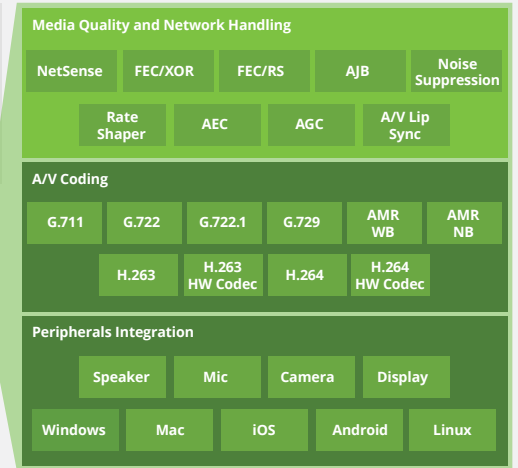 Media Quality and Network Handling
NetSense
FEC/XOR
FEC/RS
AJB
Noise
Suppression
Rate
Shaper
AEC
AGC
A/V Lip
Sync
A/V Coding
G.711
G.722
G.722.1
G.729
AMR
WB
AMR
NB
H.263
H.263
HW Codec
H.264
H.264
HW Codec
Peripherals Integration
Speaker
Mic
Camera
Display
Windows
Mac
iOS
Android
Linux